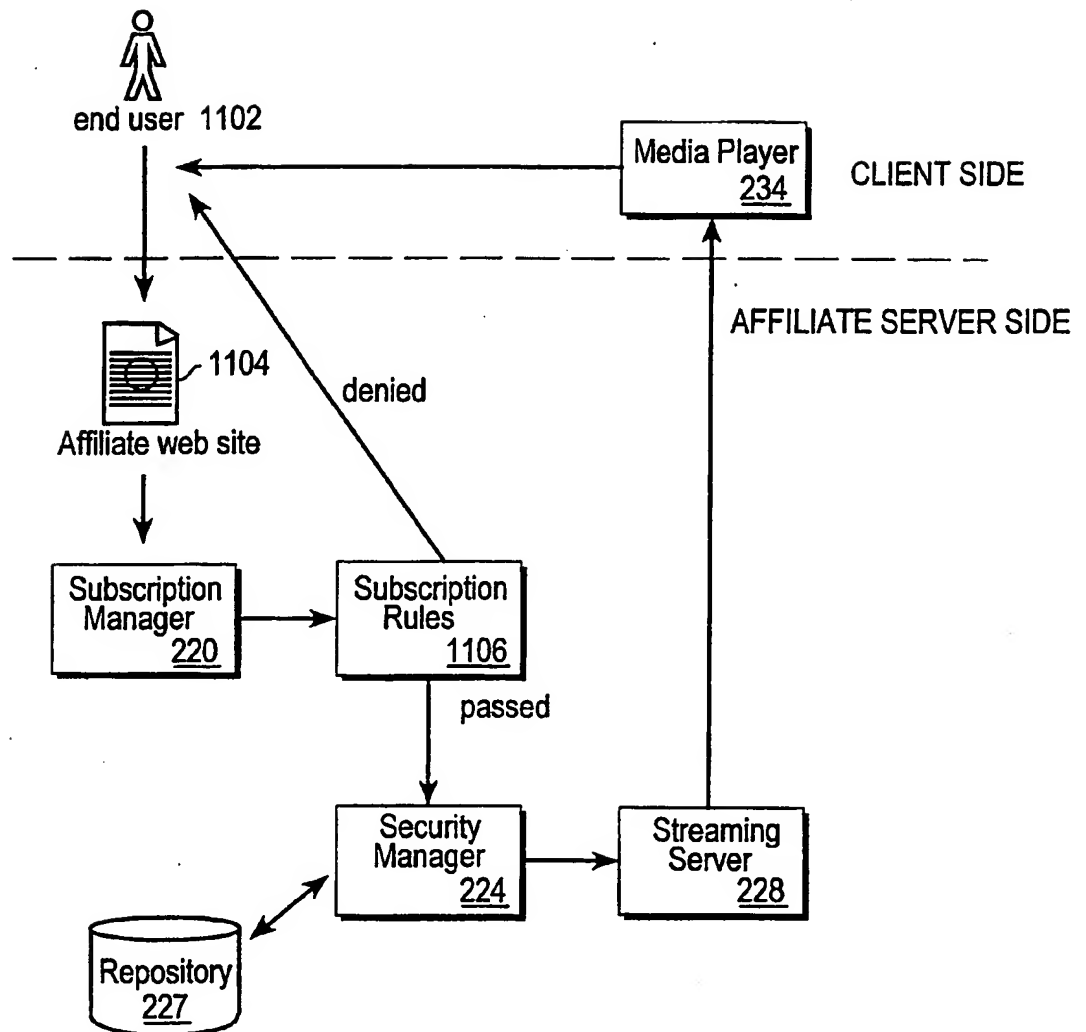 end user 1102
Media Player
234
CLIENT SIDE
AFFILIATE SERVER SIDE
1104
Affiliate web site
denied
Subscription
Manager
220
Subscription
Rules
1106
passed
Security
Manager
224
Streaming
Server
228
Repository
227